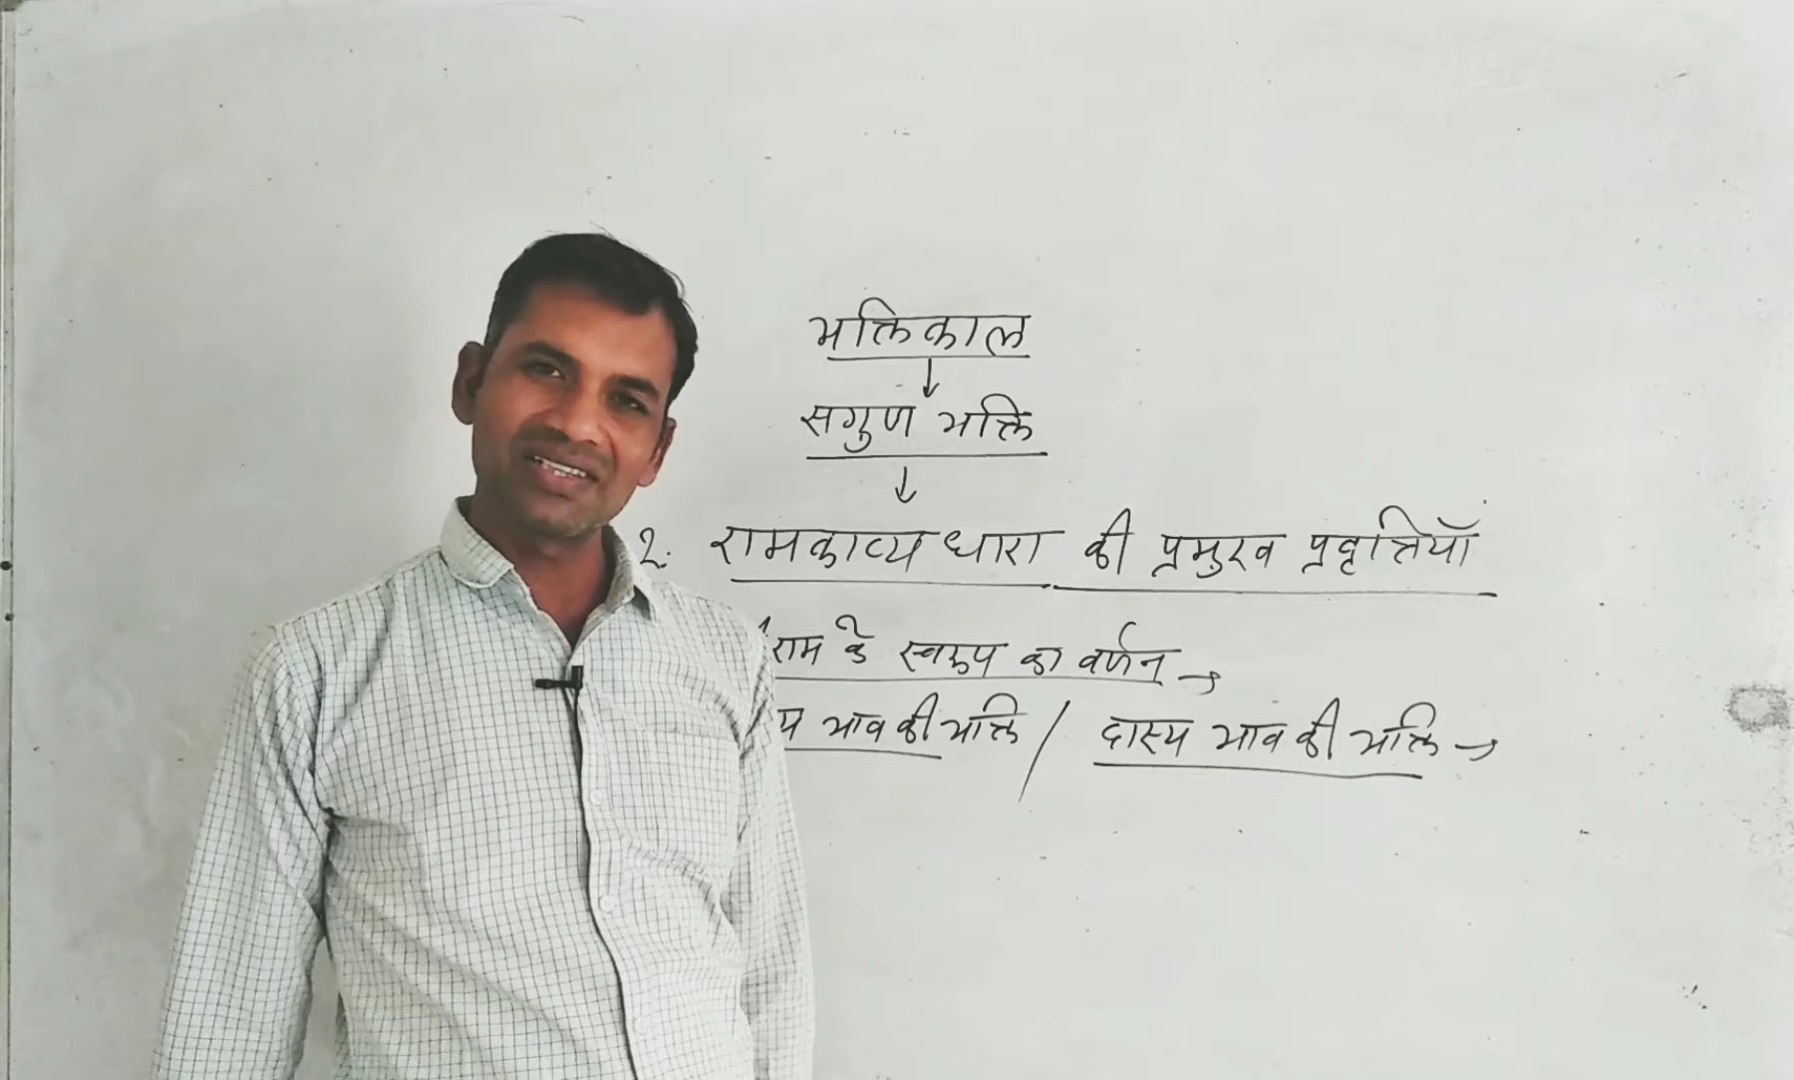 भक्तिकाल
↓
सगुण भक्ति
↓
2. रामकाव्य धारा की प्रमुख प्रवृत्तियाँ
राम के स्वरूप का वर्णन →
भाव की भक्ति / दास्य भाव की भक्ति →